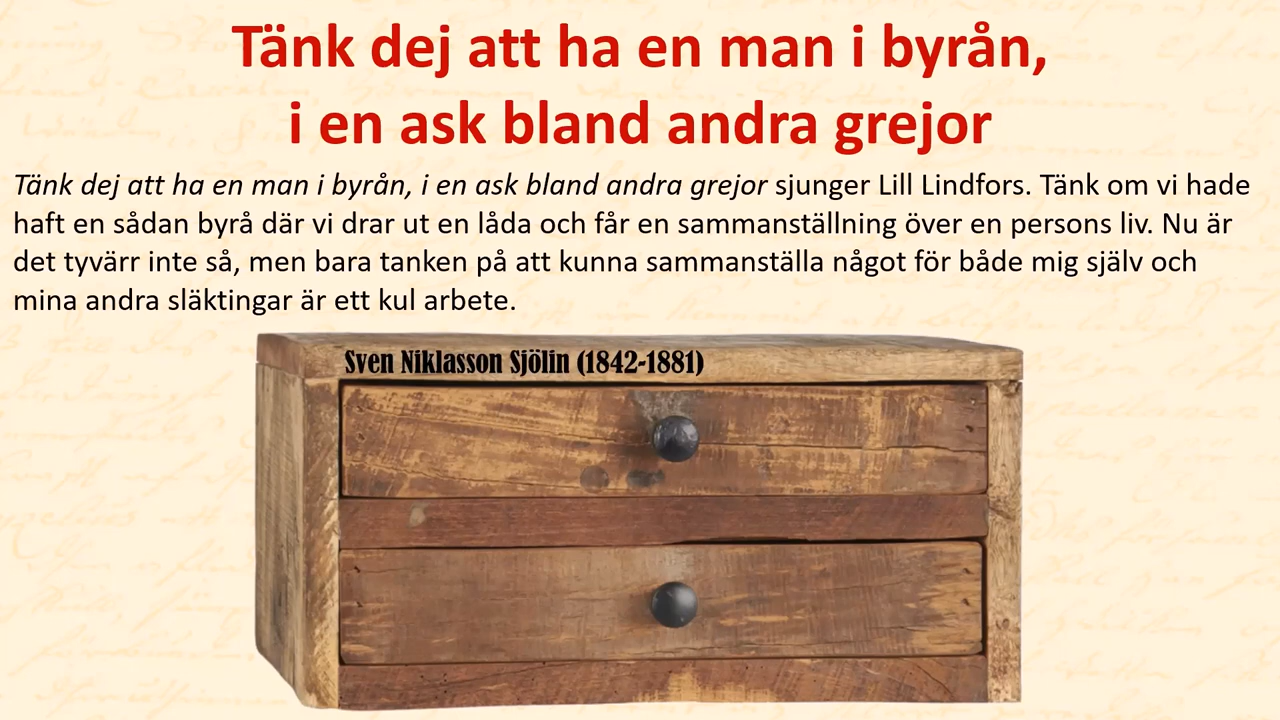 Tänk dej att ha en man i byrån,
i en ask bland andra grejor
Tänk dej att ha en man i byrån, i en ask bland andra grejor sjunger Lill Lindfors. Tänk om vi hade
haft en sådan byrå där vi drar ut en låda och får en sammanställning över en persons liv. Nu är
det tyvärr inte så, men bara tanken på att kunna sammanställa något för både mig själv och
mina andra släktingar är ett kul arbete.
Sven Niklasson Sjölin (1842-1881)